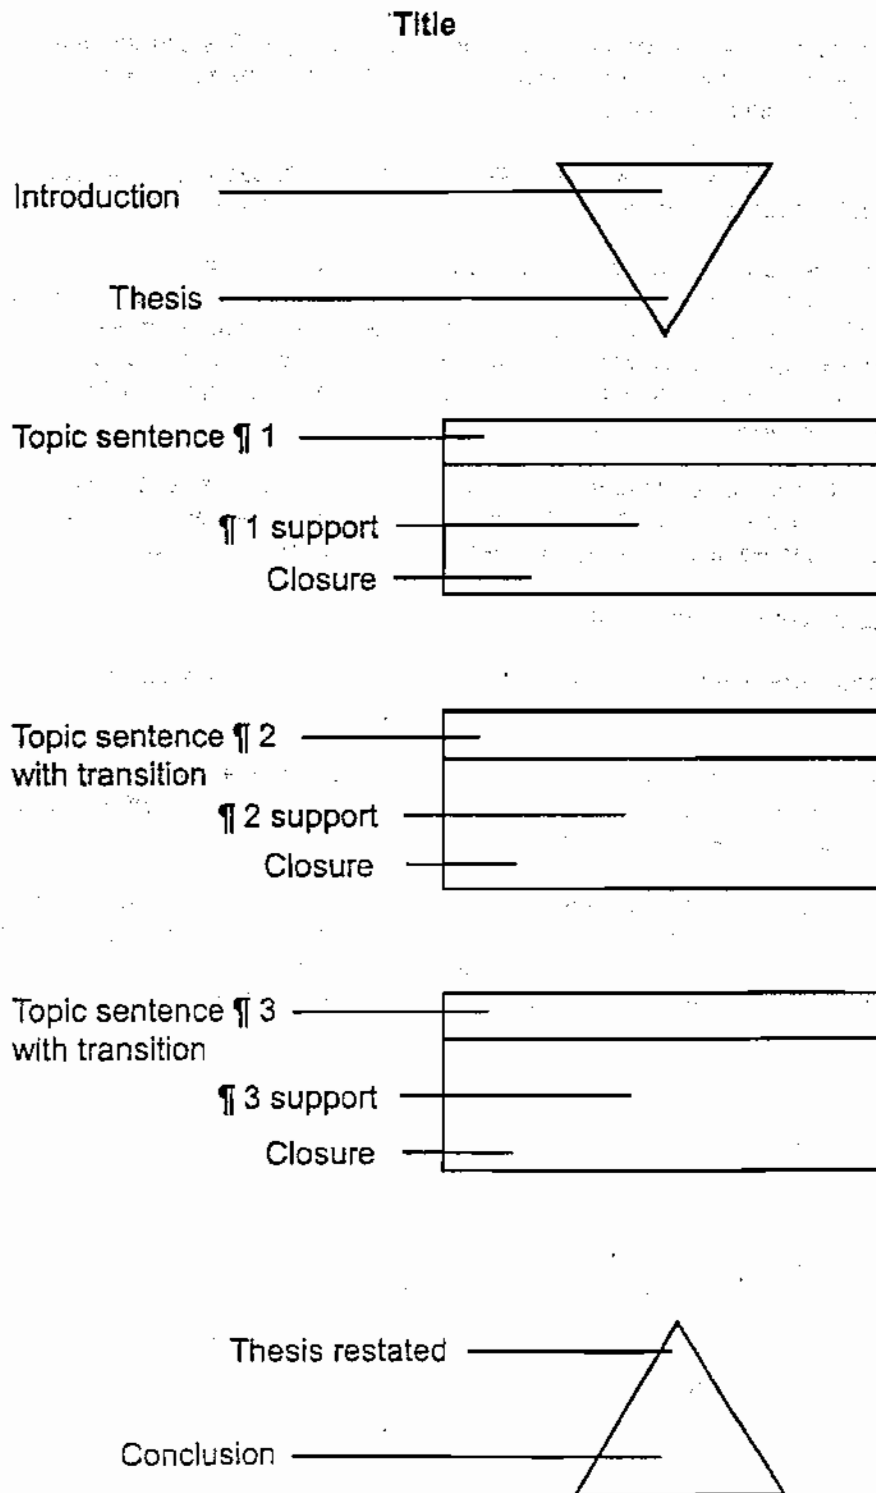 Title
Introduction
Thesis
Topic sentence ¶ 1
¶ 1 support
Closure
Topic sentence ¶ 2
with transition
¶ 2 support
Closure
Topic sentence ¶ 3
with transition
¶ 3 support
Closure
Thesis restated
Conclusion